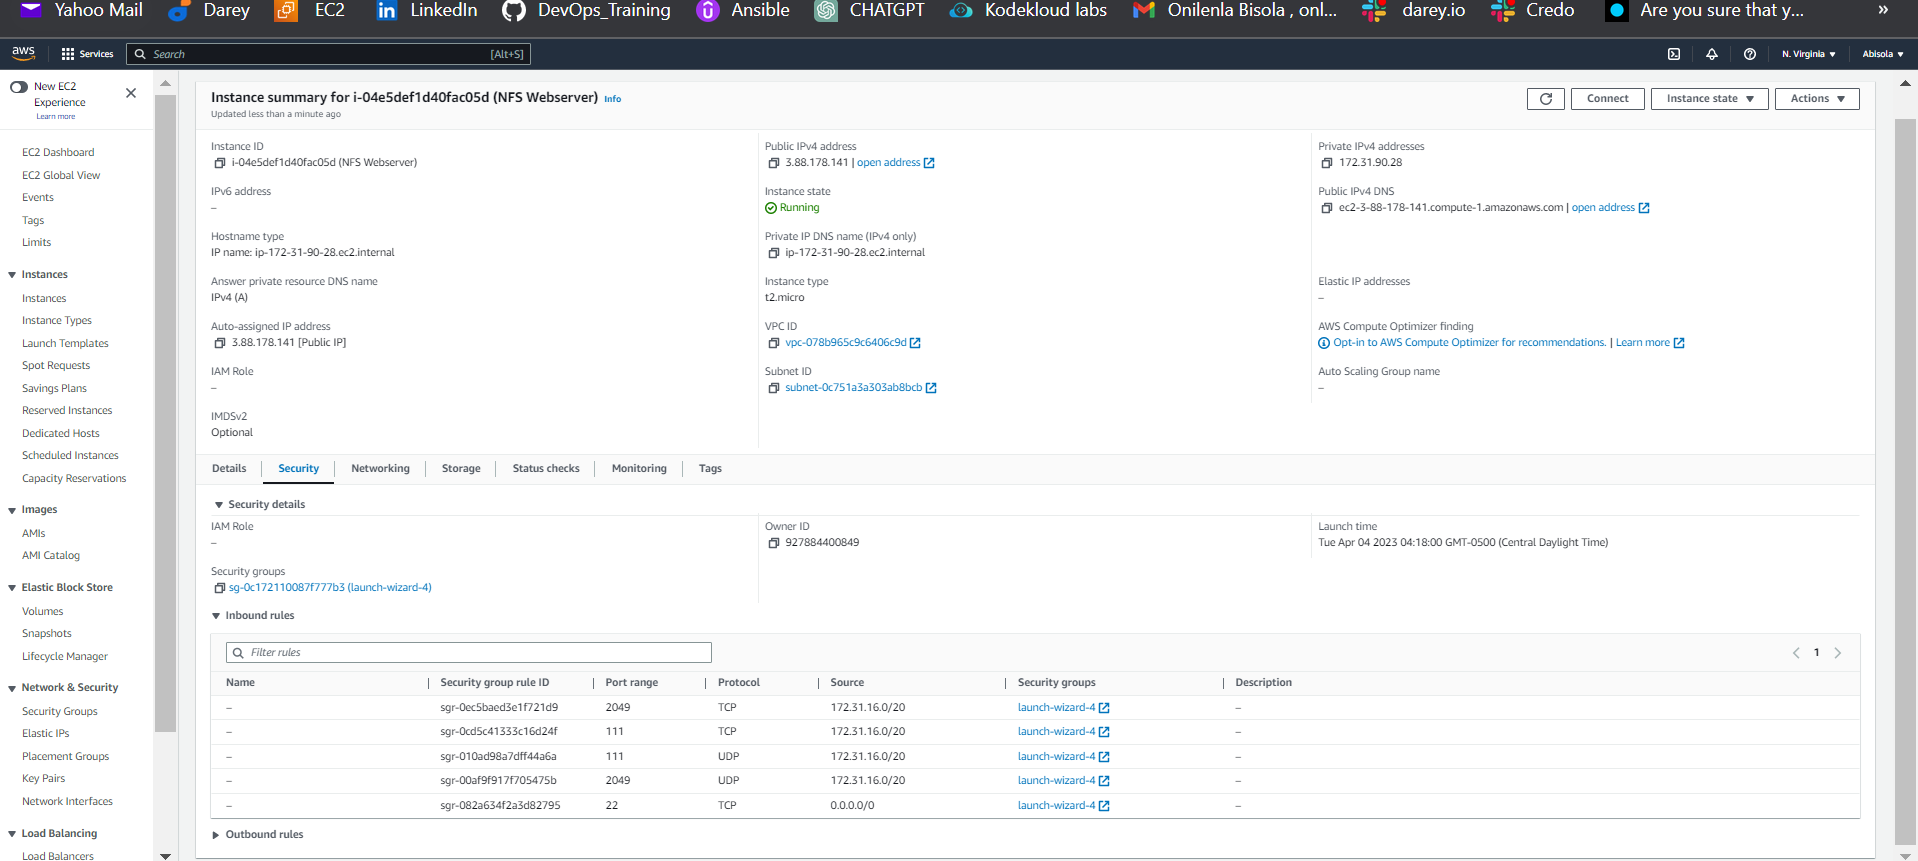 Yahoo Mail Darey EC2 LinkedIn DevOps_Training Ansible CHATGPT Kodekloud labs Onilenla Bisola , onl... darey.io Credo Are you sure that y... »
aws Services Search [Alt+S] N. Virginia Abisola
New EC2 Experience
Learn more
EC2 Dashboard
EC2 Global View
Events
Tags
Limits
Instances
Instances
Instance Types
Launch Templates
Spot Requests
Savings Plans
Reserved Instances
Dedicated Hosts
Scheduled Instances
Capacity Reservations
Images
AMIs
AMI Catalog
Elastic Block Store
Volumes
Snapshots
Lifecycle Manager
Network & Security
Security Groups
Elastic IPs
Placement Groups
Key Pairs
Network Interfaces
Load Balancing
Load Balancers
Instance summary for i-04e5def1d40fac05d (NFS Webserver) Info
Updated less than a minute ago
Connect Instance state Actions
Instance ID
i-04e5def1d40fac05d (NFS Webserver)
Public IPv4 address
3.88.178.141 | open address
Private IPv4 addresses
172.31.90.28
IPv6 address
–
Instance state
Running
Public IPv4 DNS
ec2-3-88-178-141.compute-1.amazonaws.com | open address
Hostname type
IP name: ip-172-31-90-28.ec2.internal
Private IP DNS name (IPv4 only)
ip-172-31-90-28.ec2.internal
Answer private resource DNS name
IPv4 (A)
Instance type
t2.micro
Elastic IP addresses
–
Auto-assigned IP address
3.88.178.141 [Public IP]
VPC ID
vpc-078b965c9c6406c9d
AWS Compute Optimizer finding
Opt-in to AWS Compute Optimizer for recommendations. | Learn more
IAM Role
–
Subnet ID
subnet-0c751a3a303ab8bcb
Auto Scaling Group name
–
IMDSv2
Optional
Details Security Networking Storage Status checks Monitoring Tags
Security details
IAM Role
–
Owner ID
927884400849
Launch time
Tue Apr 04 2023 04:18:00 GMT-0500 (Central Daylight Time)
Security groups
sg-0c172110087f777b3 (launch-wizard-4)
Inbound rules
Filter rules
1
Name Security group rule ID Port range Protocol Source Security groups Description
– sgr-0ec5baed3e1f721d9 2049 TCP 172.31.16.0/20 launch-wizard-4 –
– sgr-0cd5c41333c16d24f 111 TCP 172.31.16.0/20 launch-wizard-4 –
– sgr-010ad98a7dff44a6a 111 UDP 172.31.16.0/20 launch-wizard-4 –
– sgr-00af9f917f705475b 2049 UDP 172.31.16.0/20 launch-wizard-4 –
– sgr-082a634f2a3d82795 22 TCP 0.0.0.0/0 launch-wizard-4 –
Outbound rules